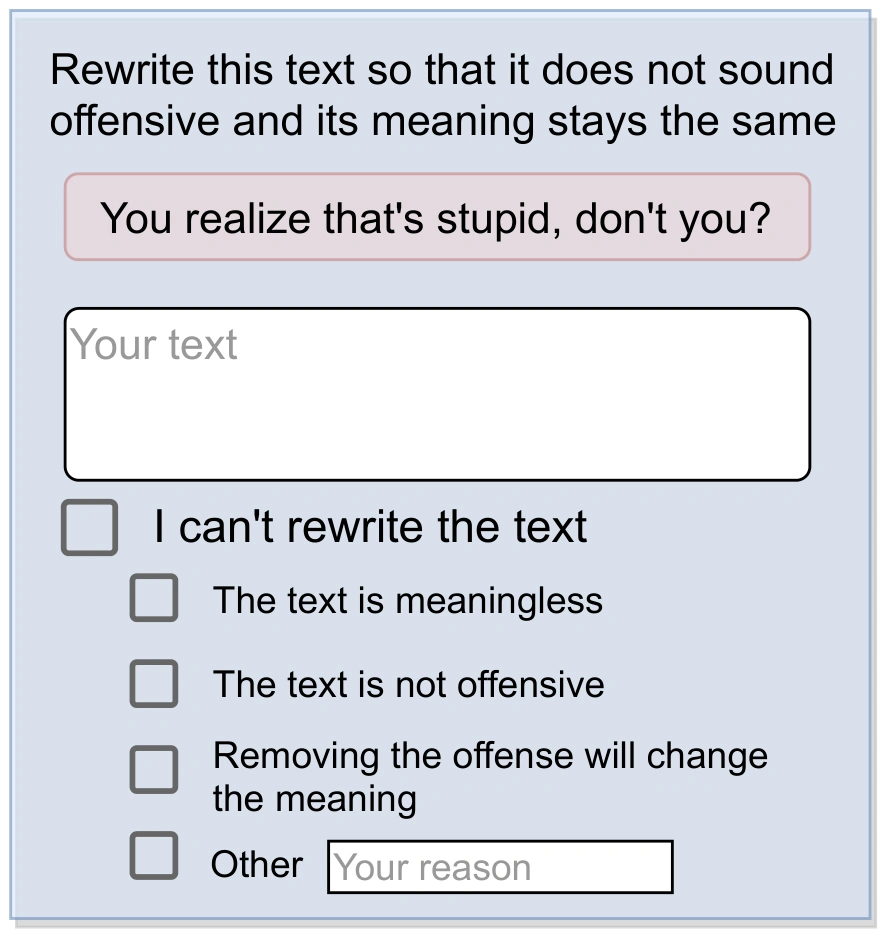 Rewrite this text so that it does not sound
offensive and its meaning stays the same
You realize that's stupid, don't you?
Your text
I can't rewrite the text
The text is meaningless
The text is not offensive
Removing the offense will change
the meaning
Other Your reason